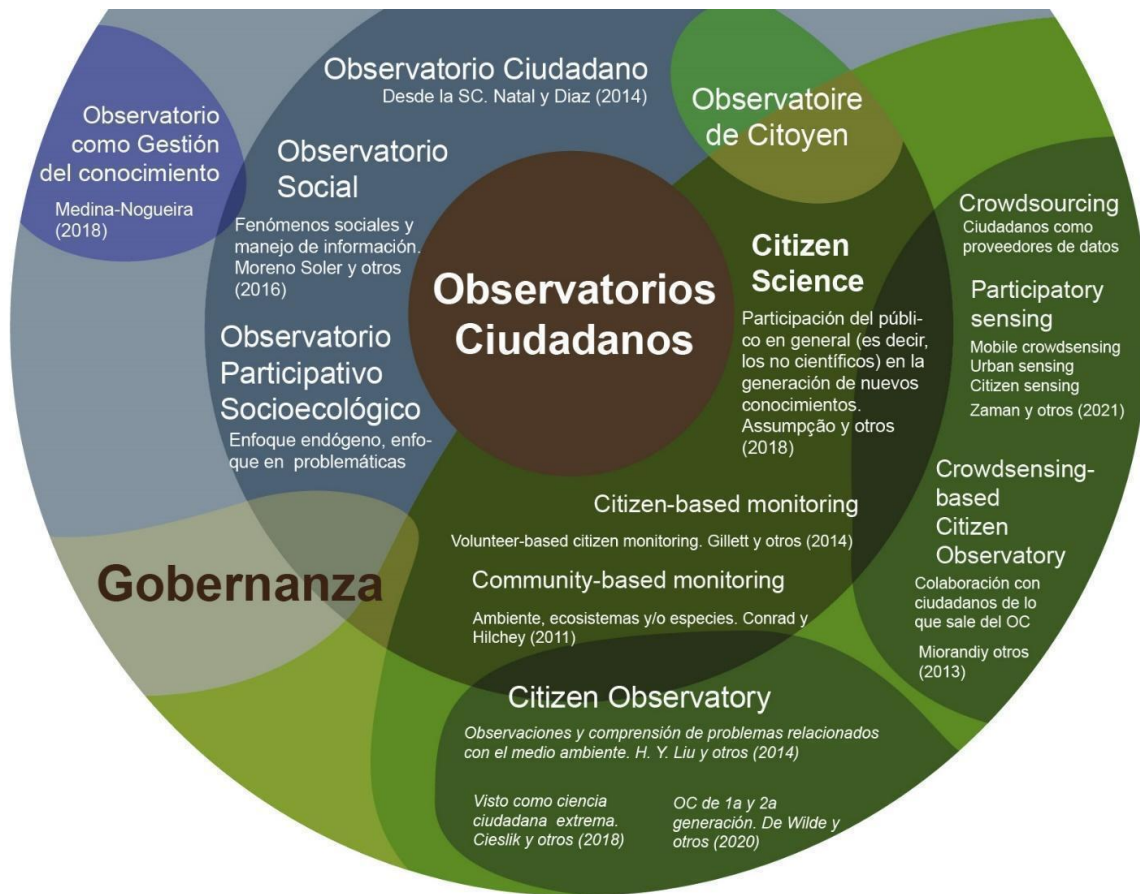 Observatorio Ciudadano
Desde la SC. Natal y Diaz (2014)
Observatoire
de Citoyen
Observatorio
como Gestión
del conocimiento
Medina-Nogueira
(2018)
Observatorio
Social
Fenómenos sociales y
manejo de información.
Moreno Soler y otros
(2016)
Observatorio
Participativo
Socioecológico
Enfoque endógeno, enfo-
que en problemáticas
Observatorios
Ciudadanos
Citizen
Science
Participación del públi-
co en general (es decir,
los no científicos) en la
generación de nuevos
conocimientos.
Assumpção y otros
(2018)
Crowdsourcing
Ciudadanos como
proveedores de datos
Participatory
sensing
Mobile crowdsensing
Urban sensing
Citizen sensing
Zaman y otros (2021)
Crowdsensing-
based
Citizen
Observatory
Colaboración con
ciudadanos de lo
que sale del OC
Miorandiy otros
(2013)
Citizen-based monitoring
Volunteer-based citizen monitoring. Gillett y otros (2014)
Community-based monitoring
Ambiente, ecosistemas y/o especies. Conrad y
Hilchey (2011)
Gobernanza
Citizen Observatory
Observaciones y comprensión de problemas relacionados
con el medio ambiente. H. Y. Liu y otros (2014)
Visto como ciencia
ciudadana extrema.
Cieslik y otros (2018)
OC de 1a y 2a
generación. De Wilde y
otros (2020)